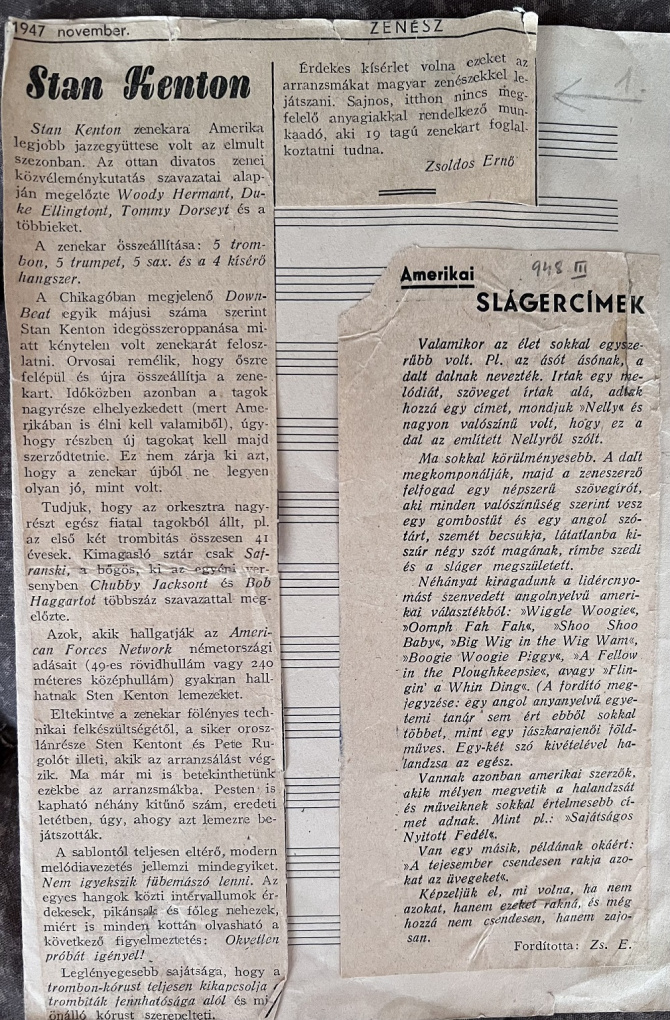 1947 november.
ZENÉSZ
Stan Kenton
Stan Kenton zenekara Amerika
legjobb jazzegyüttese volt az elmult
szezonban. Az ottan divatos zenei
közvéleménykutatás szavazatai alap-
ján megelőzte Woody Hermant, Du-
ke Ellingtont, Tommy Dorseyt és a
többieket.
A zenekar összeállítása: 5 trom-
bon, 5 trumpet, 5 sax. és a 4 kisérő
hangszer.
A Chikagóban megjelenő Down-
Beat egyik májusi száma szerint
Stan Kenton idegösszeroppanása mi-
att kénytelen volt zenekarát felosz-
latni. Orvosai remélik, hogy őszre
felépül és újra összeállítja a zene-
kart. Időközben azonban a tagok
nagyrésze elhelyezkedett (mert Ame-
rikában is élni kell valamiből), úgy-
hogy részben új tagokat kell majd
szerződtetnie. Ez nem zárja ki azt,
hogy a zenekar újból ne legyen
olyan jó, mint volt.
Tudjuk, hogy az orkesztra nagy-
részt egész fiatal tagokból állt, pl.
az első két trombitás összesen 41
évesek. Kimagasló sztár csak Saf-
ranski, a bőgős, ki az egyéni ver-
senyben Chubby Jacksont és Bob
Haggartot többszáz szavazattal meg-
előzte.
Azok, akik hallgatják az Ameri-
can Forces Network németországi
adásait (49-es rövidhullám vagy 240
méteres középhullám) gyakran hall-
hatnak Sten Kenton lemezeket.
Eltekintve a zenekar fölényes tech-
nikai felkészültségétől, a siker orosz-
lánrésze Sten Kentont és Pete Ru-
golót illeti, akik az arranzsálást vég-
zik. Ma már mi is betekinthetünk
ezekbe az arranzsmákba. Pesten is
kapható néhány kitűnő szám, eredeti
letétben, úgy, ahogy azt lemezre be-
játszották.
A sablontól teljesen eltérő, modern
melódiavezetés jellemzi mindegyiket.
Nem igyekszik fübemászó lenni. Az
egyes hangok közti intervallumok ér-
dekesek, pikánsak és főleg nehezek,
miért is minden kottán olvasható a
következő figyelmeztetés: Okvetlen
próbát igényel!
Leglényegesebb sajátsága, hogy a
trombon-kórust teljesen kikapcsolja
trombiták fennhatósága alól és mi
önálló kórust szerepelteti.
Érdekes kísérlet volna ezeket az
arranzsmákat magyar zenészekkel le-
játszani. Sajnos, itthon nincs meg-
felelő anyagiakkal rendelkező mun-
kaadó, aki 19 tagú zenekart foglal-
koztatni tudna.
Zsoldos Ernő
1.
948 III
Amerikai
SLÁGERCÍMEK
Valamikor az élet sokkal egysze-
rűbb volt. Pl. az ásót ásónak, a
dalt dalnak nevezték. Irtak egy me-
lódiát, szöveget írtak alá, adtak
hozzá egy címet, mondjuk »Nelly« és
nagyon valószínű volt, hogy ez a
dal az említett Nellyről szólt.
Ma sokkal körülményesebb. A dalt
megkomponálják, majd a zeneszerző
felfogad egy népszerű szövegírót,
aki minden valószínűség szerint vesz
egy gombostűt és egy angol szó-
tárt, szemét becsukja, látatlanba ki-
szúr négy szót magának, rímbe szedi
és a sláger megszületett.
Néhányat kiragadunk a lidércnyo-
mást szenvedett angolnyelvű ameri-
kai választékból: »Wiggle Woogie«,
»Oomph Fah Fah«, »Shoo Shoo
Baby«, »Big Wig in the Wig Wam«,
»Boogie Woogie Piggy«, »A Fellow
in the Ploughkeepsie«, avagy »Flin-
gin' a Whin Ding«. (A fordító meg-
jegyzése: egy angol anyanyelvű egye-
temi tanár sem ért ebből sokkal
többet, mint egy jászkarajenői föld-
műves. Egy-két szó kivételével ha-
landzsa az egész.
Vannak azonban amerikai szerzők,
akik mélyen megvetik a halandzsát
és műveiknek sokkal értelmesebb cí-
met adnak. Mint pl.: »Sajátságos
Nyitott Fedél«.
Van egy másik, példának okáért:
»A tejesember csendesen rakja azo-
kat az üvegeket«.
Képzeljük el, mi volna, ha nem
azokat, hanem ezeket rakná, és még
hozzá nem csendesen, hanem zajo-
san.
Fordította: Zs. E.